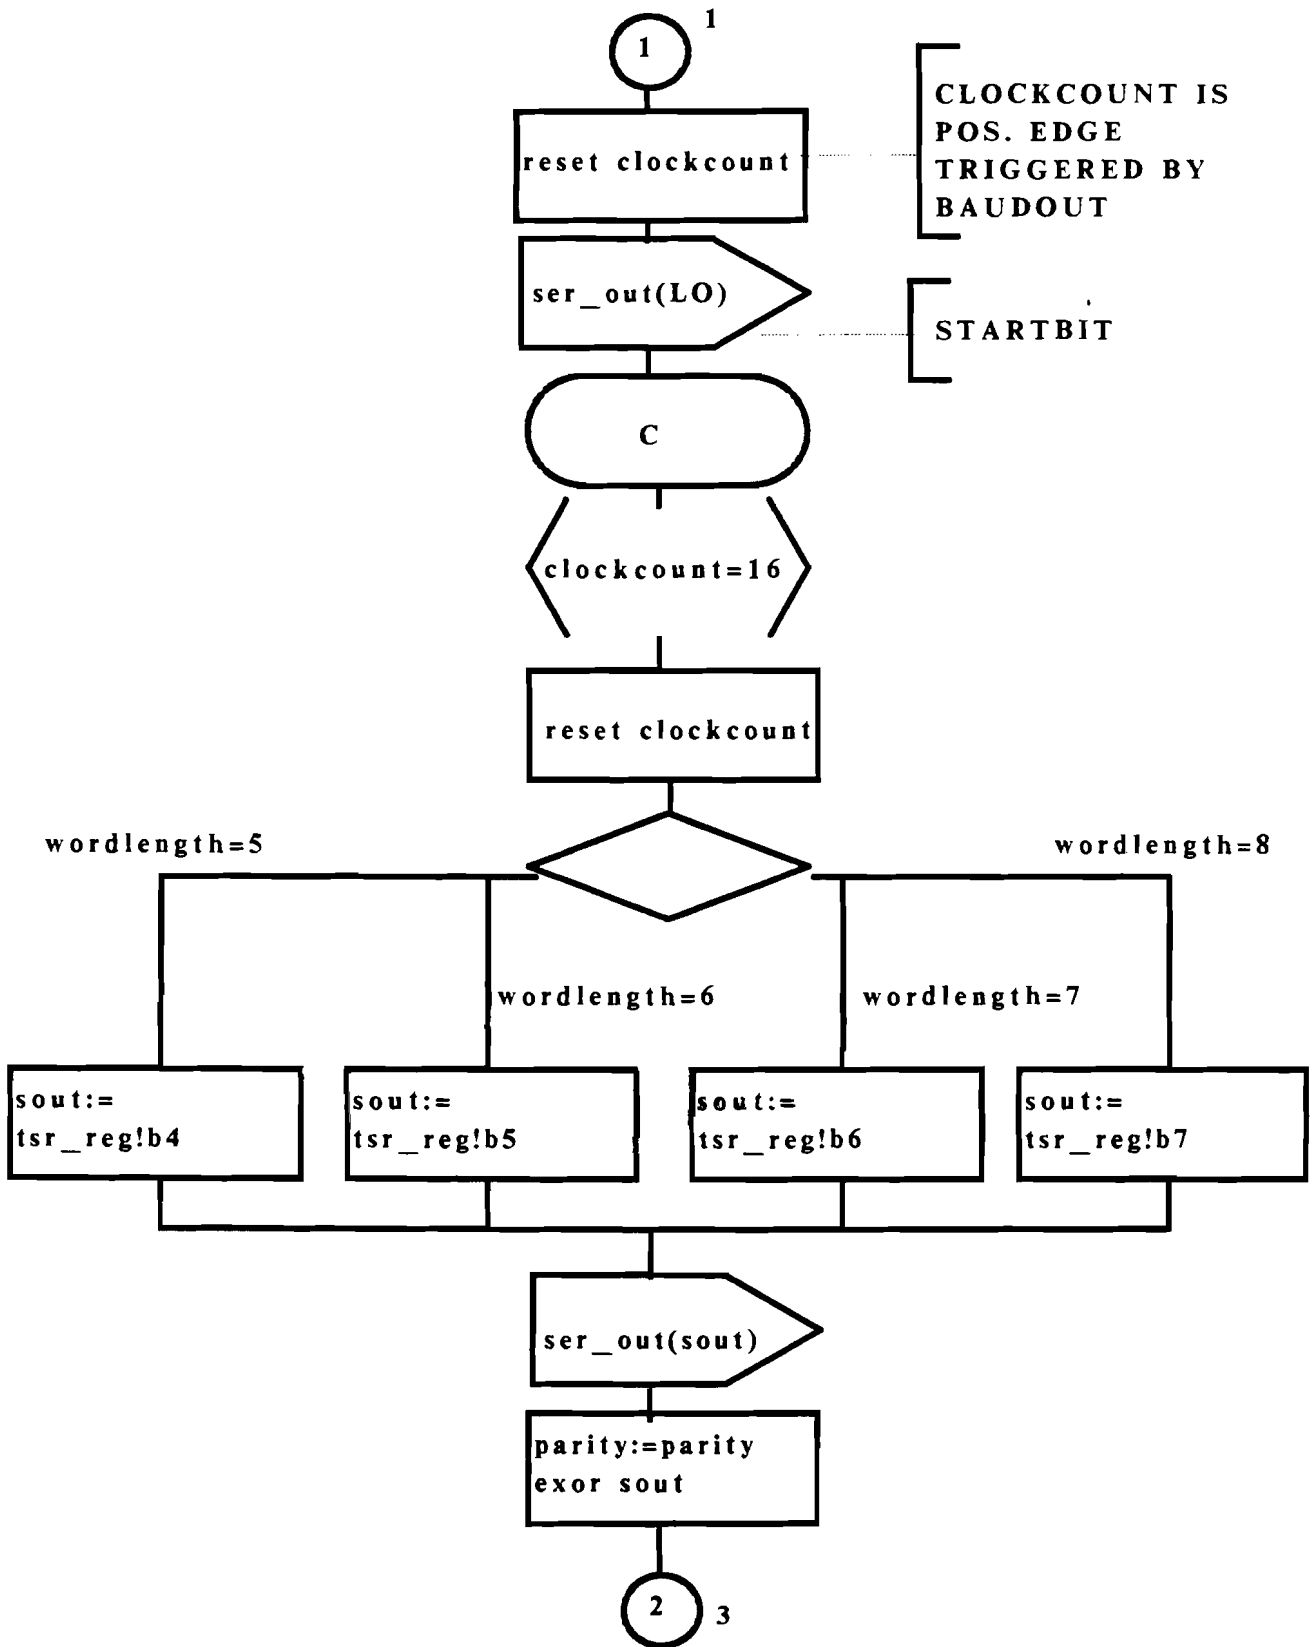 1
1
CLOCKCOUNT IS
POS. EDGE
TRIGGERED BY
BAUDOUT
reset clockcount
ser_out(LO)
STARTBIT
C
clockcount=16
reset clockcount
wordlength=5
wordlength=8
wordlength=6
wordlength=7
sout:=
tsr_reg!b4
sout:=
tsr_reg!b5
sout:=
tsr_reg!b6
sout:=
tsr_reg!b7
ser_out(sout)
parity:=parity
exor sout
2
3